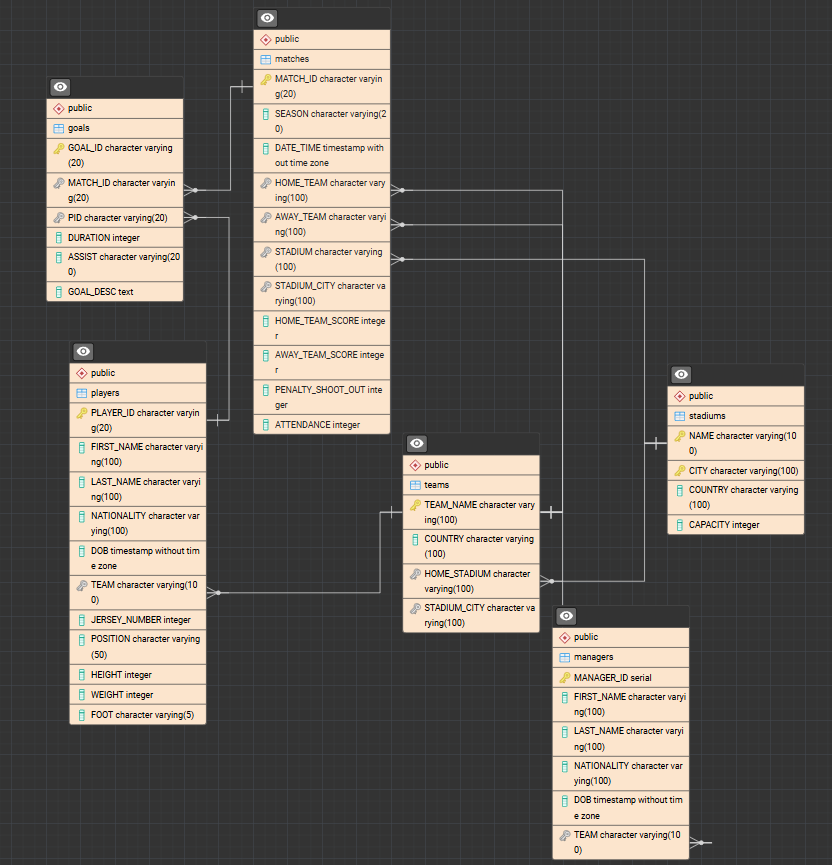 public
matches
MATCH_ID character varyin
g(20)
SEASON character varying(2
0)
DATE_TIME timestamp with
out time zone
HOME_TEAM character vary
ing(100)
AWAY_TEAM character varyi
ng(100)
STADIUM character varying
(100)
STADIUM_CITY character va
rying(100)
HOME_TEAM_SCORE intege
r
AWAY_TEAM_SCORE intege
r
PENALTY_SHOOT_OUT inte
ger
ATTENDANCE integer
public
goals
GOAL_ID character varying
(20)
MATCH_ID character varyin
g(20)
PID character varying(20)
DURATION integer
ASSIST character varying(20
0)
GOAL_DESC text
public
players
PLAYER_ID character varyin
g(20)
FIRST_NAME character varyi
ng(100)
LAST_NAME character varyi
ng(100)
NATIONALITY character var
ying(100)
DOB timestamp without tim
e zone
TEAM character varying(10
0)
JERSEY_NUMBER integer
POSITION character varying
(50)
HEIGHT integer
WEIGHT integer
FOOT character varying(5)
public
teams
TEAM_NAME character vary
ing(100)
COUNTRY character varying
(100)
HOME_STADIUM character
varying(100)
STADIUM_CITY character va
rying(100)
public
stadiums
NAME character varying(10
0)
CITY character varying(100)
COUNTRY character varying
(100)
CAPACITY integer
public
managers
MANAGER_ID serial
FIRST_NAME character varyi
ng(100)
LAST_NAME character varyi
ng(100)
NATIONALITY character var
ying(100)
DOB timestamp without tim
e zone
TEAM character varying(10
0)